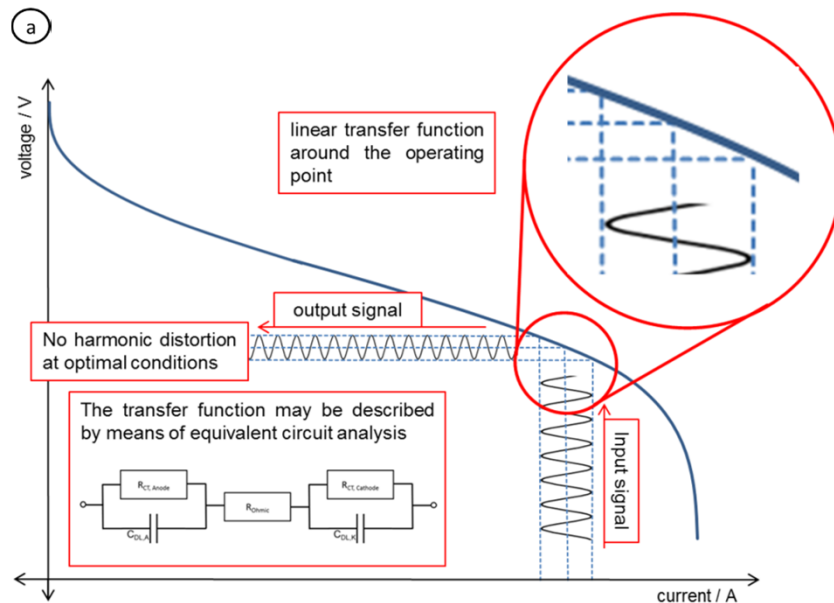 a
voltage / V
linear transfer function
around the operating
point
output signal
No harmonic distortion
at optimal conditions
The transfer function may be described
by means of equivalent circuit analysis
R_CT, Anode
R_CT, Cathode
R_Ohmic
C_DL,A
C_DL,K
Input signal
current / A